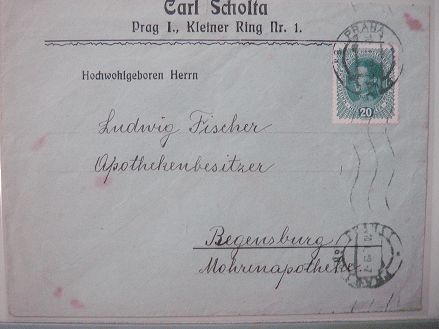 Carl Scholta
Prag I., Kleiner Ring Nr. 1.
PRAHA
20
Hochwohlgeboren Herrn
Ludwig Fischer
Apothekenbesitzer
Regensburg
Mohrenapotheke